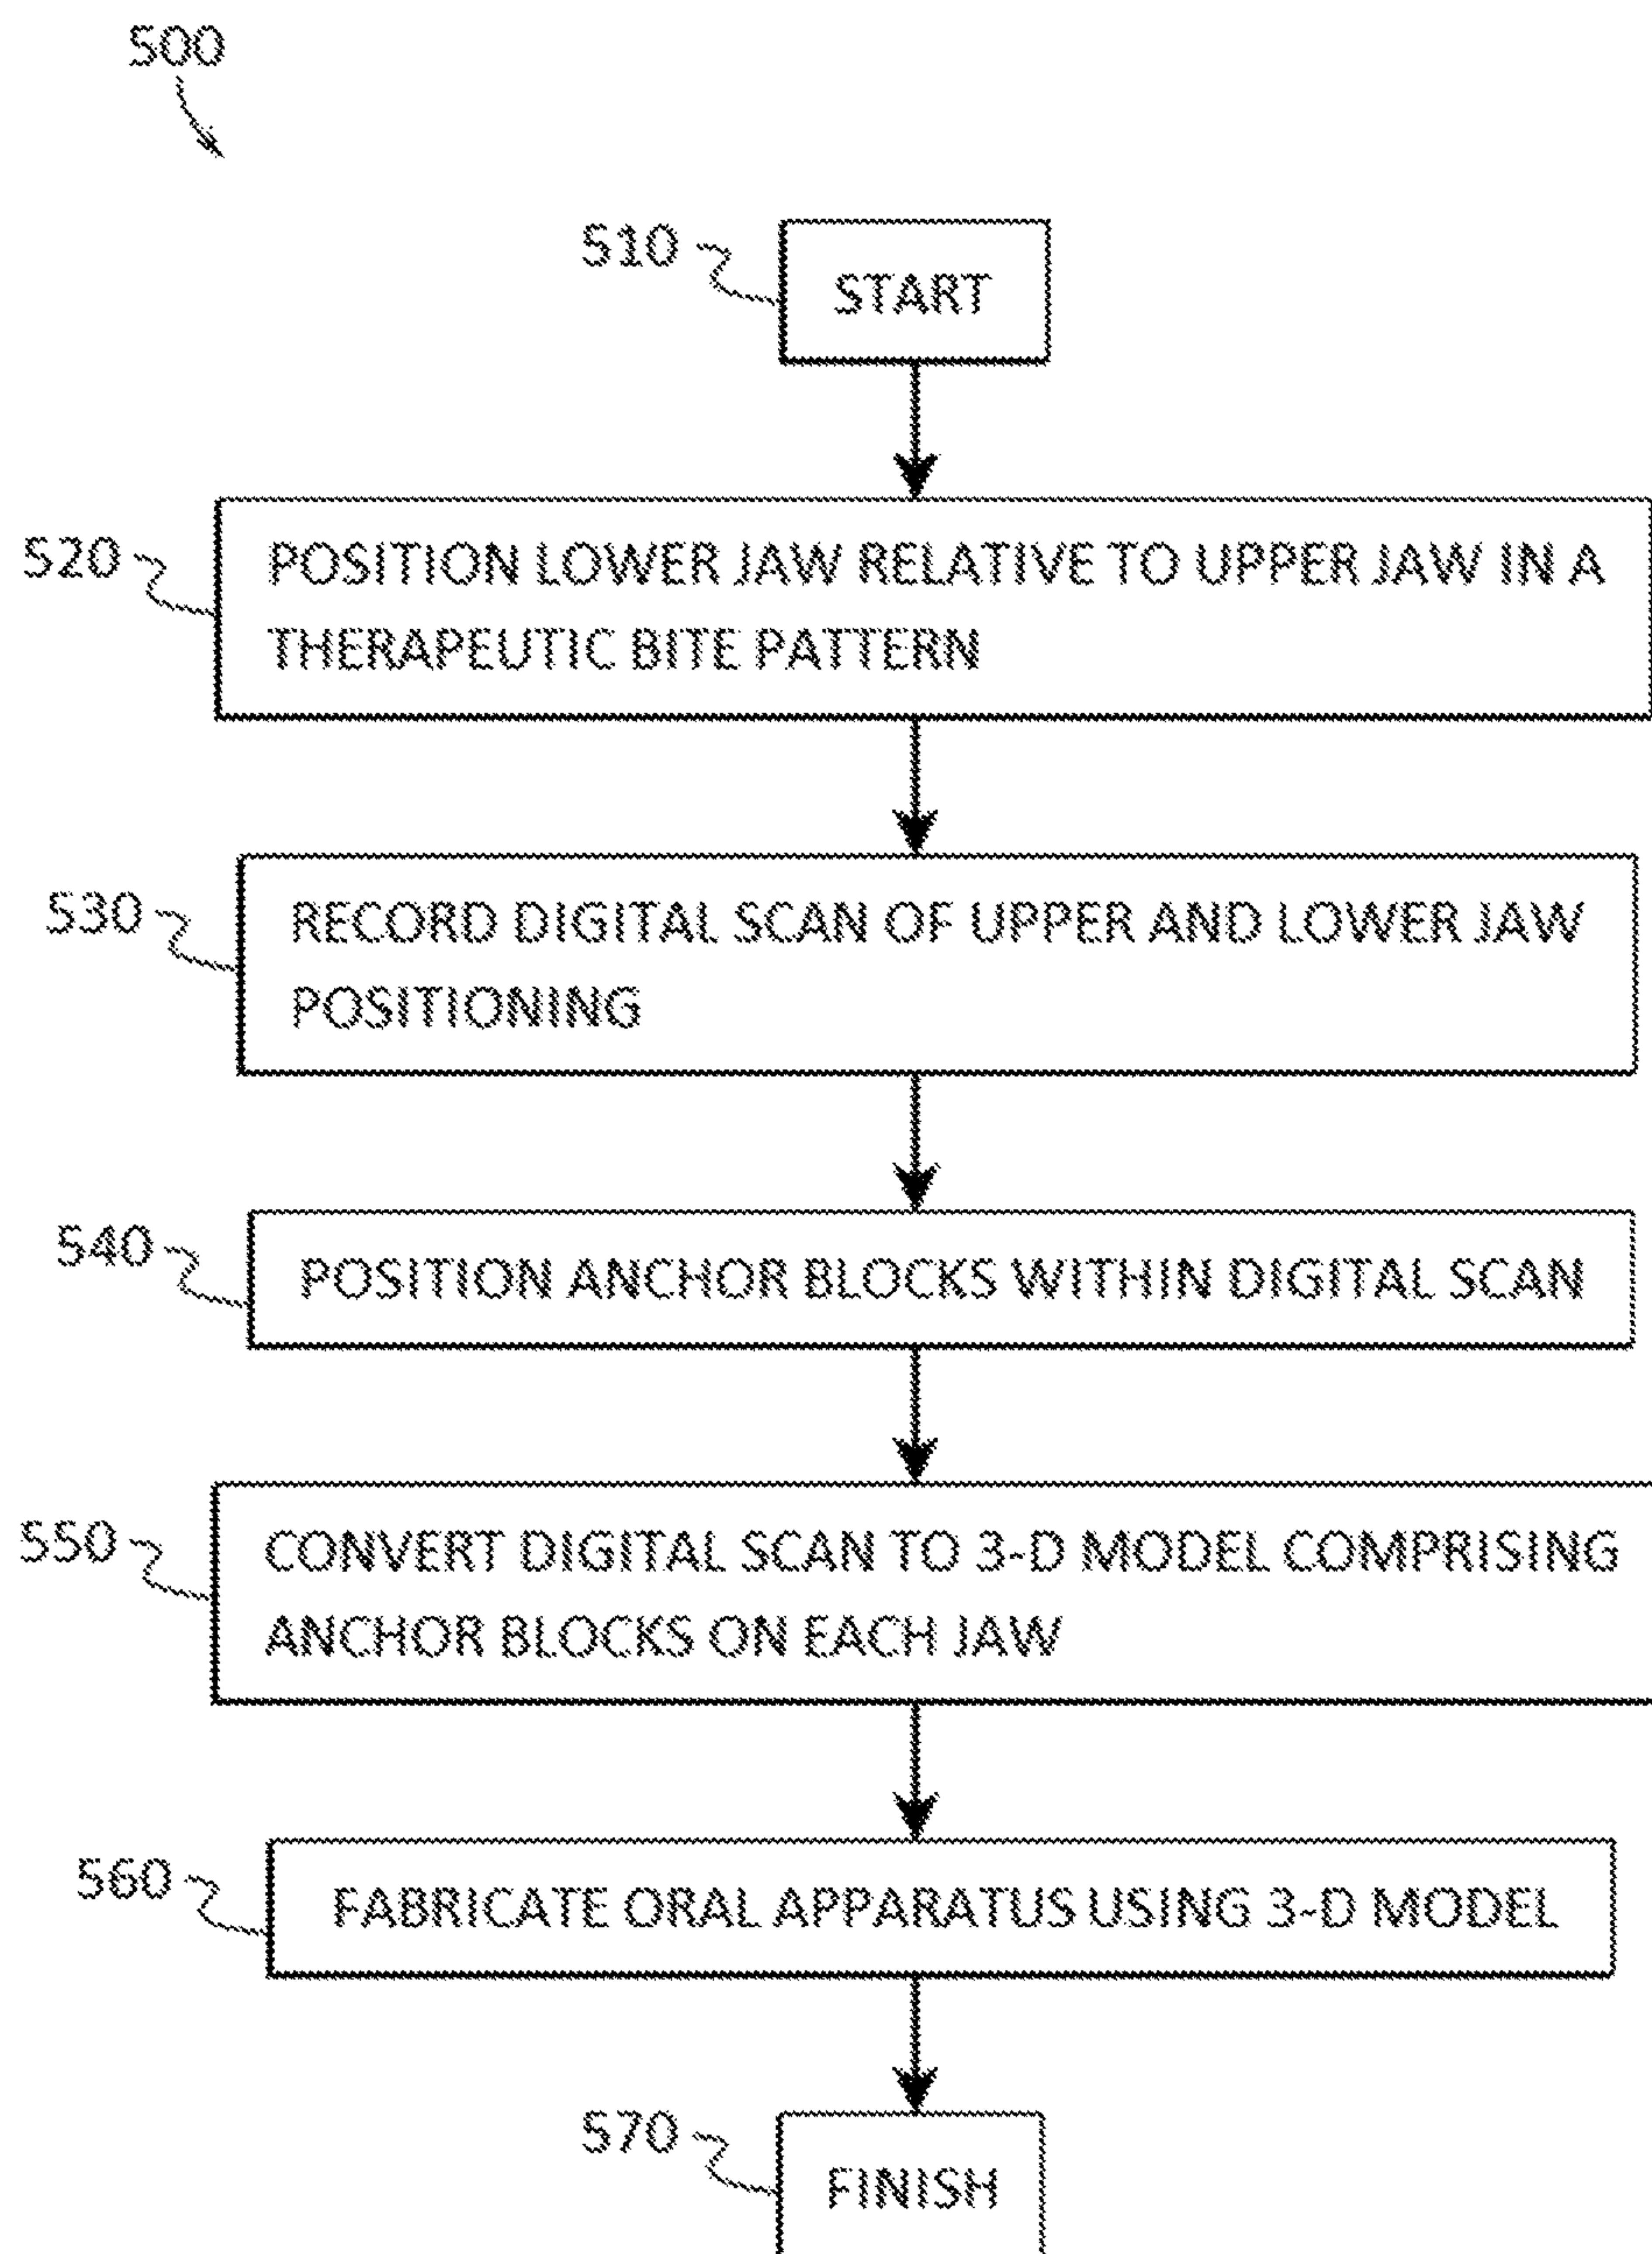 500
510
START
520
POSITION LOWER JAW RELATIVE TO UPPER JAW IN A
THERAPEUTIC BITE PATTERN
530
RECORD DIGITAL SCAN OF UPPER AND LOWER JAW
POSITIONING
540
POSITION ANCHOR BLOCKS WITHIN DIGITAL SCAN
550
CONVERT DIGITAL SCAN TO 3-D MODEL COMPRISING
ANCHOR BLOCKS ON EACH JAW
560
FABRICATE ORAL APPARATUS USING 3-D MODEL
570
FINISH